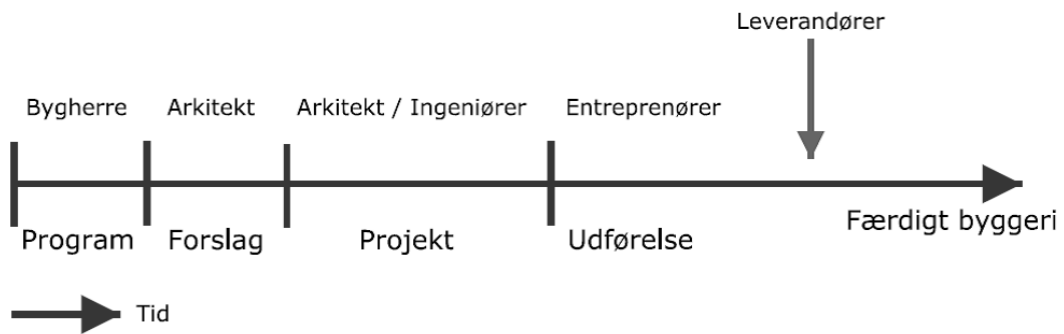 Leverandører
Bygherre Arkitekt Arkitekt / Ingeniører Entreprenører
Program Forslag Projekt Udførelse Færdigt byggeri
Tid